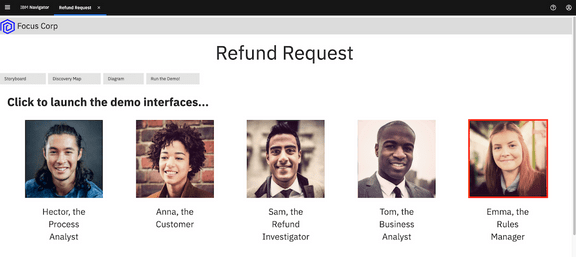 IBM Navigator Refund Request ×
Focus Corp
Refund Request
Storyboard Discovery Map Diagram Run the Demo!
Click to launch the demo interfaces...
Hector, the
Process
Analyst
Anna, the
Customer
Sam, the
Refund
Investigator
Tom, the
Business
Analyst
Emma, the
Rules
Manager